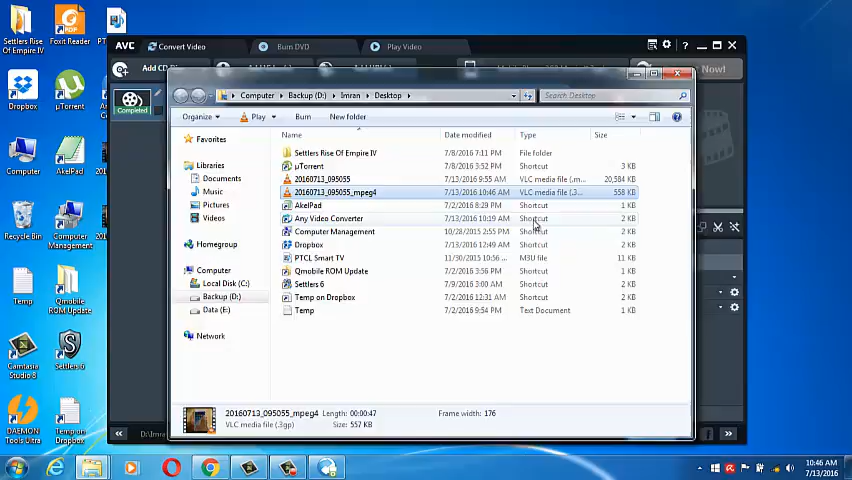 Settlers Rise
Of Empire IV
Foxit Reader
PT
Dropbox
µTorrent
Computer
AkelPad
Recycle Bin
Computer
Management
Temp
Qmobile
ROM Update
Camtasia
Studio 8
Settlers 6
DAEMON
Tools Ultra
Temp on
Dropbox
AVC
Convert Video
Burn DVD
Play Video
Add CD
Now!
Completed
Computer
Backup (D:)
Imran
Desktop
Search Desktop
Organize
Play
Burn
New folder
Name
Date modified
Type
Size
Favorites
Libraries
Documents
Music
Pictures
Videos
Homegroup
Computer
Local Disk (C:)
Backup (D:)
Data (E:)
Network
Settlers Rise Of Empire IV 7/8/2016 7:11 PM File folder
µTorrent 7/8/2016 3:52 PM Shortcut 3 KB
20160713_095055 7/13/2016 9:55 AM VLC media file (.m... 20,584 KB
20160713_095055_mpeg4 7/13/2016 10:46 AM VLC media file (.3... 558 KB
AkelPad 7/2/2016 8:29 PM Shortcut 2 KB
Any Video Converter 7/13/2016 10:19 AM Shortcut 2 KB
Computer Management 10/28/2015 2:55 PM Shortcut 2 KB
Dropbox 7/13/2016 12:49 AM Shortcut 2 KB
PTCL Smart TV 11/30/2015 10:56 ... M3U file 11 KB
Qmobile ROM Update 7/2/2016 3:56 PM Shortcut 1 KB
Settlers 6 7/9/2016 3:00 AM Shortcut 2 KB
Temp on Dropbox 7/2/2016 12:31 AM Shortcut 2 KB
Temp 7/2/2016 9:54 PM Text Document 1 KB
20160713_095055_mpeg4 Length: 00:00:47 Frame width: 176
VLC media file (.3gp) Size: 557 KB
D:\Imra
10:46 AM
7/13/2016